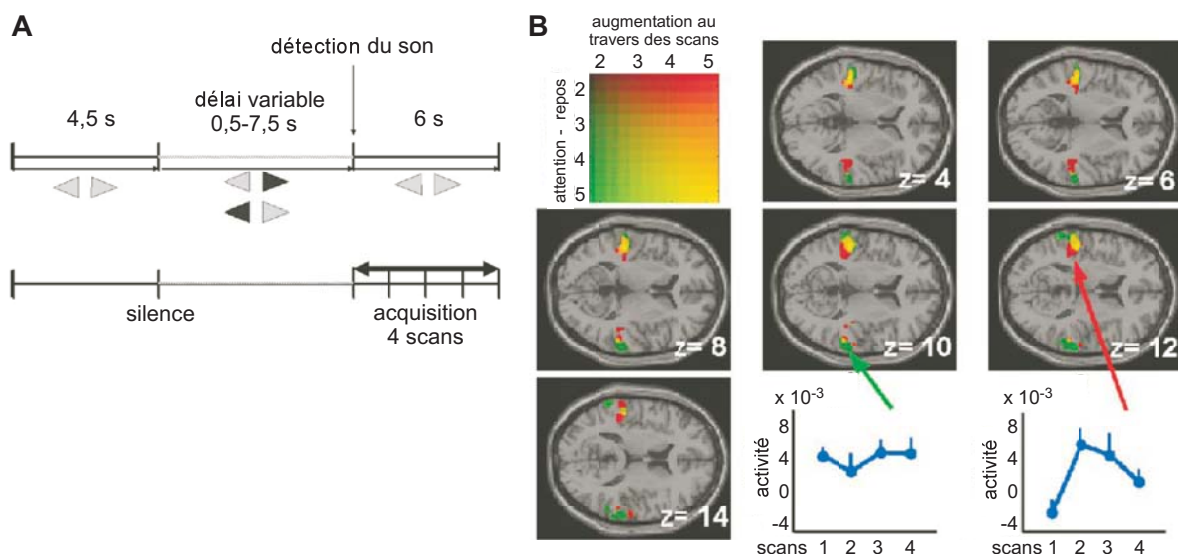 A
détection du son
délai variable
4,5 s
0,5-7,5 s
6 s
silence
acquisition
4 scans
B
augmentation au
travers des scans
2 3 4 5
attention - repos
2
3
4
5
z= 4
z= 6
z= 8
z= 10
z= 12
z= 14
x 10-3
activité
8
4
0
-4
scans 1 2 3 4
x 10-3
activité
8
4
0
-4
scans 1 2 3 4